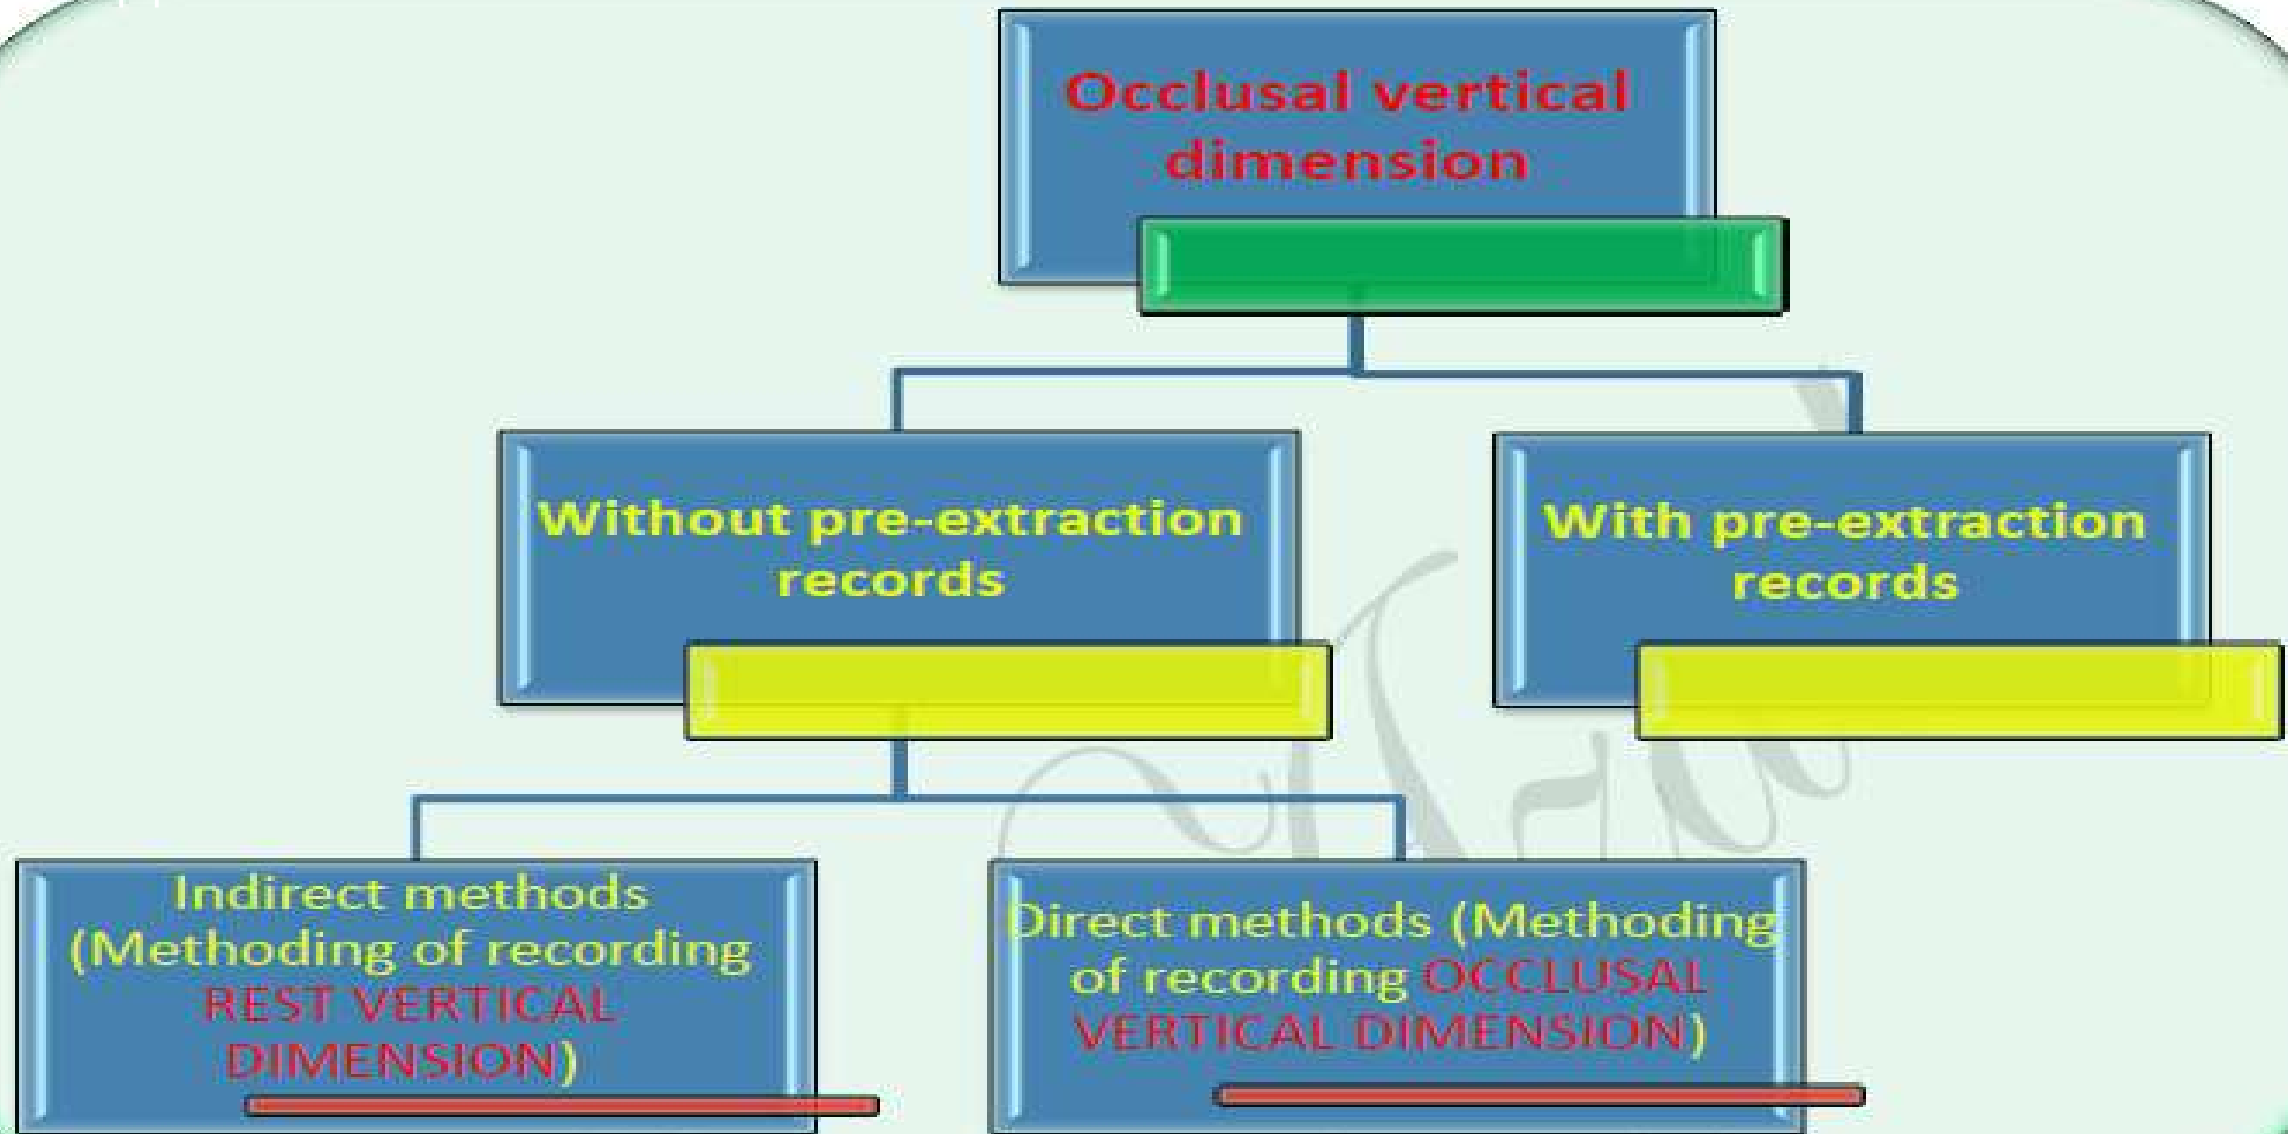 Occlusal vertical
dimension
Without pre-extraction
records
With pre-extraction
records
Indirect methods
(Methoding of recording
REST VERTICAL
DIMENSION)
Direct methods (Methoding
of recording OCCLUSAL
VERTICAL DIMENSION)